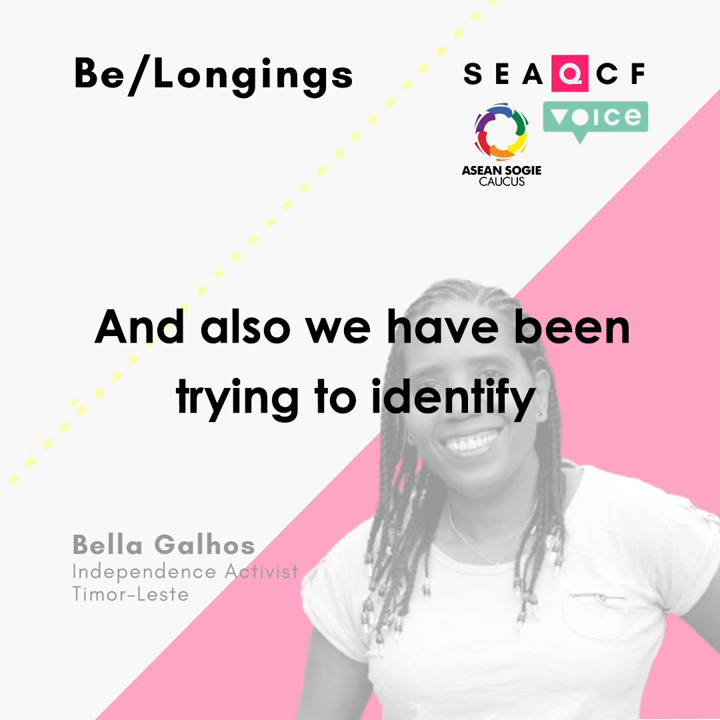 Be/Longings
SEAQCF
VOICE
ASEAN SOGIE
CAUCUS
And also we have been
trying to identify
Bella Galhos
Independence Activist
Timor-Leste